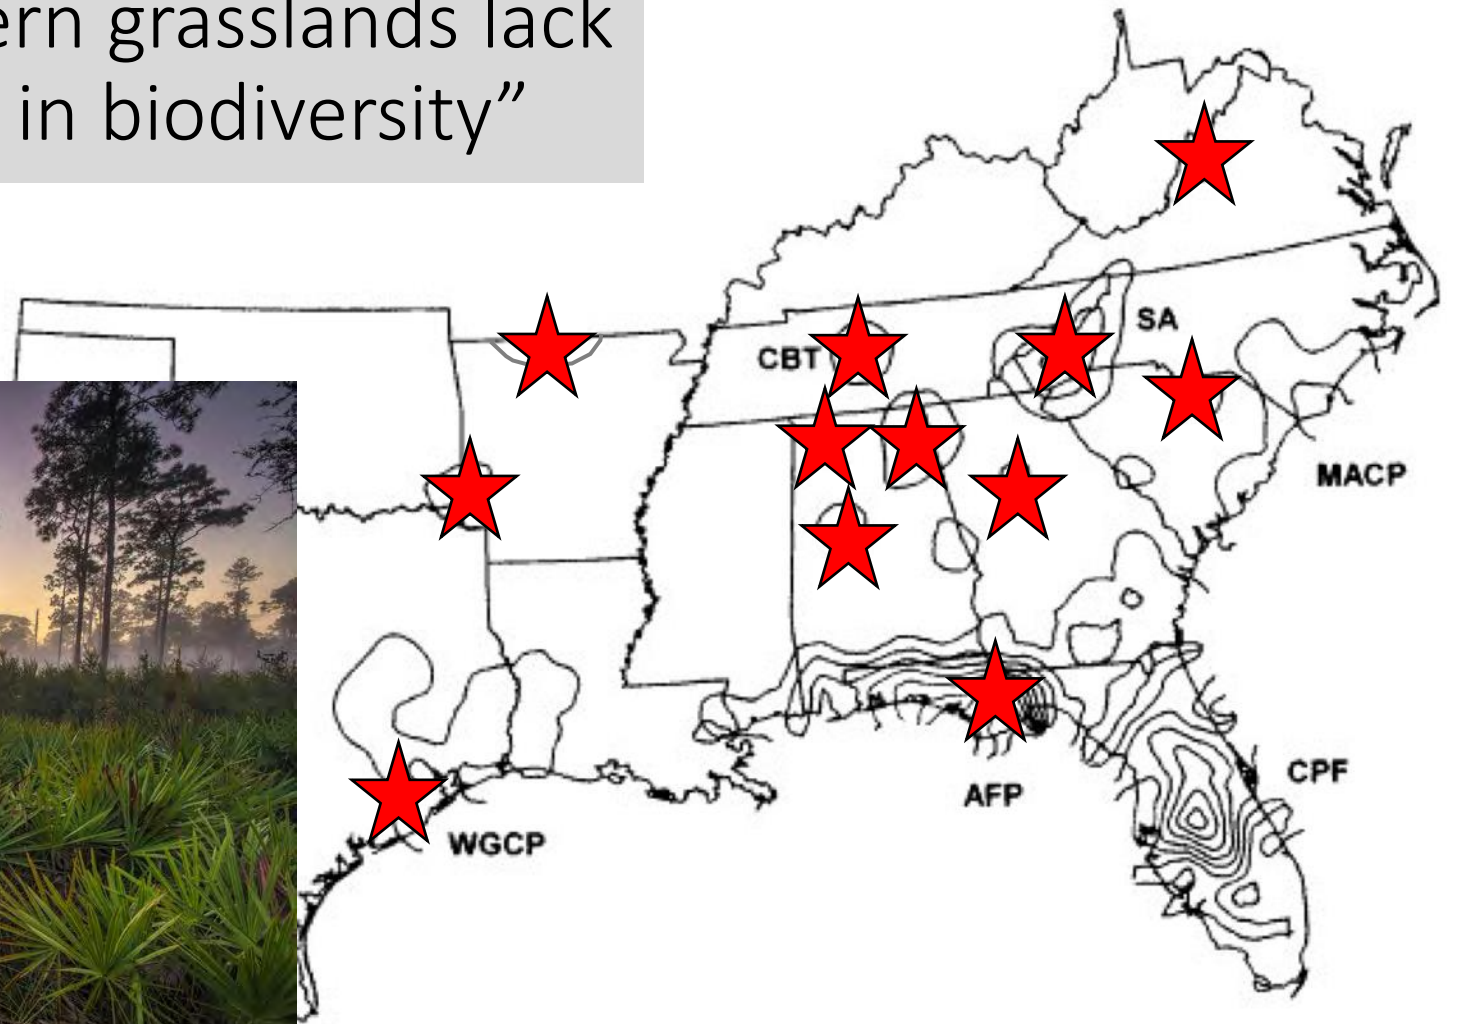 ern grasslands lack
in biodiversity”
SA
CBT
MACP
CPF
AFP
WGCP